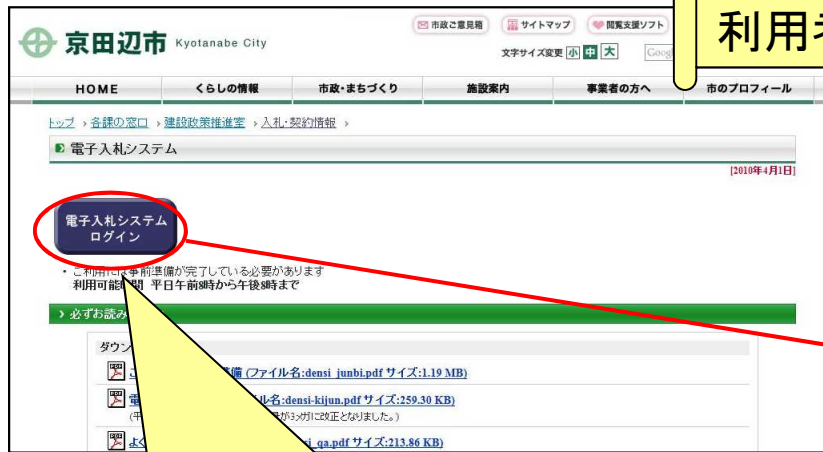 市政ご意見箱 サイトマップ 閲覧支援ソフト
利用
京田辺市 Kyotanabe City
文字サイズ変更 小 中 大
HOME くらしの情報 市政・まちづくり 施設案内 事業者の方へ 市のプロフィール
トップ › 各課の窓口 › 建設政策推進室 › 入札・契約情報 ›
電子入札システム
[2010年4月1日]
電子入札システム
ログイン
・ご利用には事前準備が完了している必要があります
利用可能時間 平日午前8時から午後8時まで
› 必ずお読み
ダウン
備 (ファイル名:densi_junbi.pdf サイズ:1.19 MB)
電 ル名:densi-kijun.pdf サイズ:259.30 KB)
(平 が3メガに改正となりました。)
よく i_qa.pdf サイズ:213.86 KB)